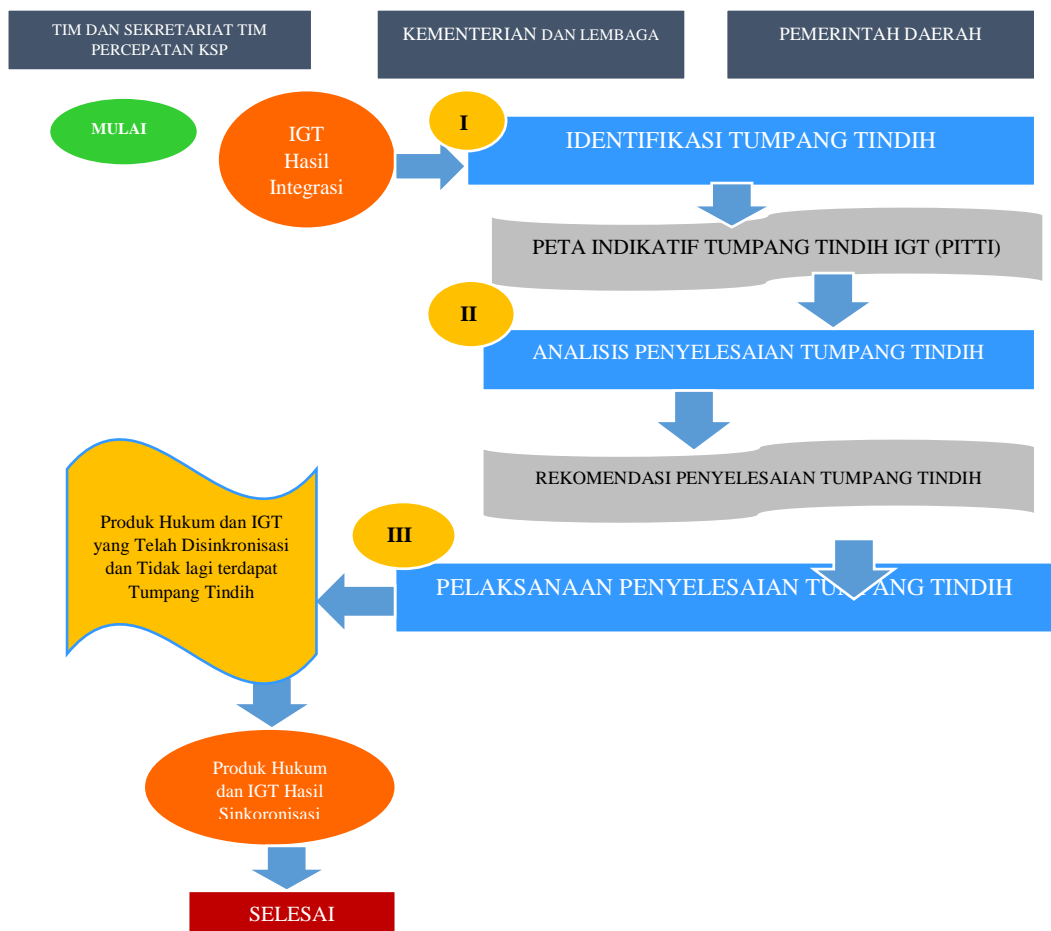 TIM DAN SEKRETARIAT TIM
PERCEPATAN KSP
KEMENTERIAN DAN LEMBAGA
PEMERINTAH DAERAH
MULAI
IGT
Hasil
Integrasi
I
IDENTIFIKASI TUMPANG TINDIH
PETA INDIKATIF TUMPANG TINDIH IGT (PITTI)
II
ANALISIS PENYELESAIAN TUMPANG TINDIH
REKOMENDASI PENYELESAIAN TUMPANG TINDIH
Produk Hukum dan IGT
yang Telah Disinkronisasi
dan Tidak lagi terdapat
Tumpang Tindih
III
PELAKSANAAN PENYELESAIAN TUMPANG TINDIH
Produk Hukum
dan IGT Hasil
Sinkoronisasi
SELESAI